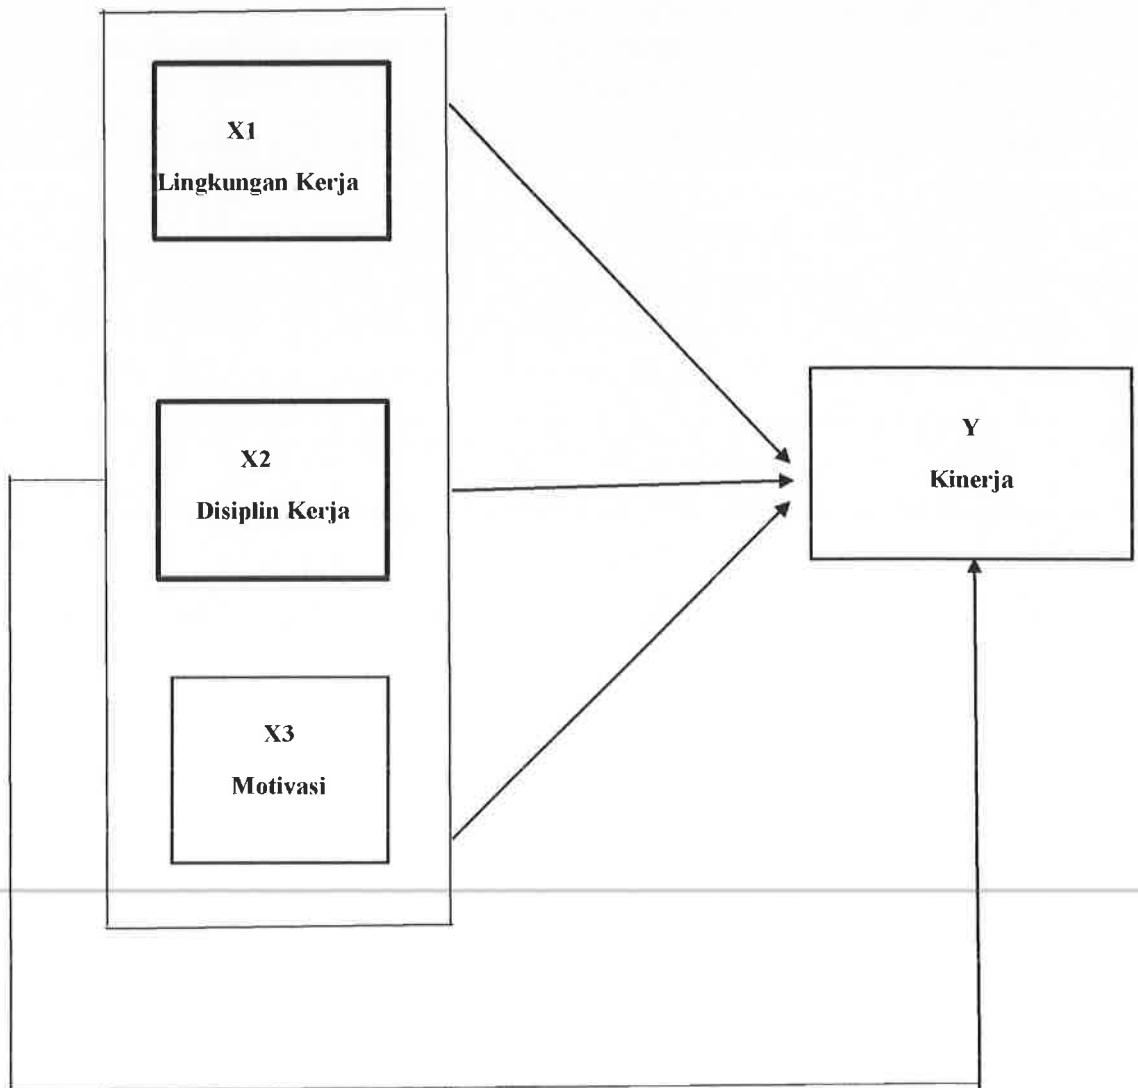 X1
Lingkungan Kerja
X2
Disiplin Kerja
Y
Kinerja
X3
Motivasi